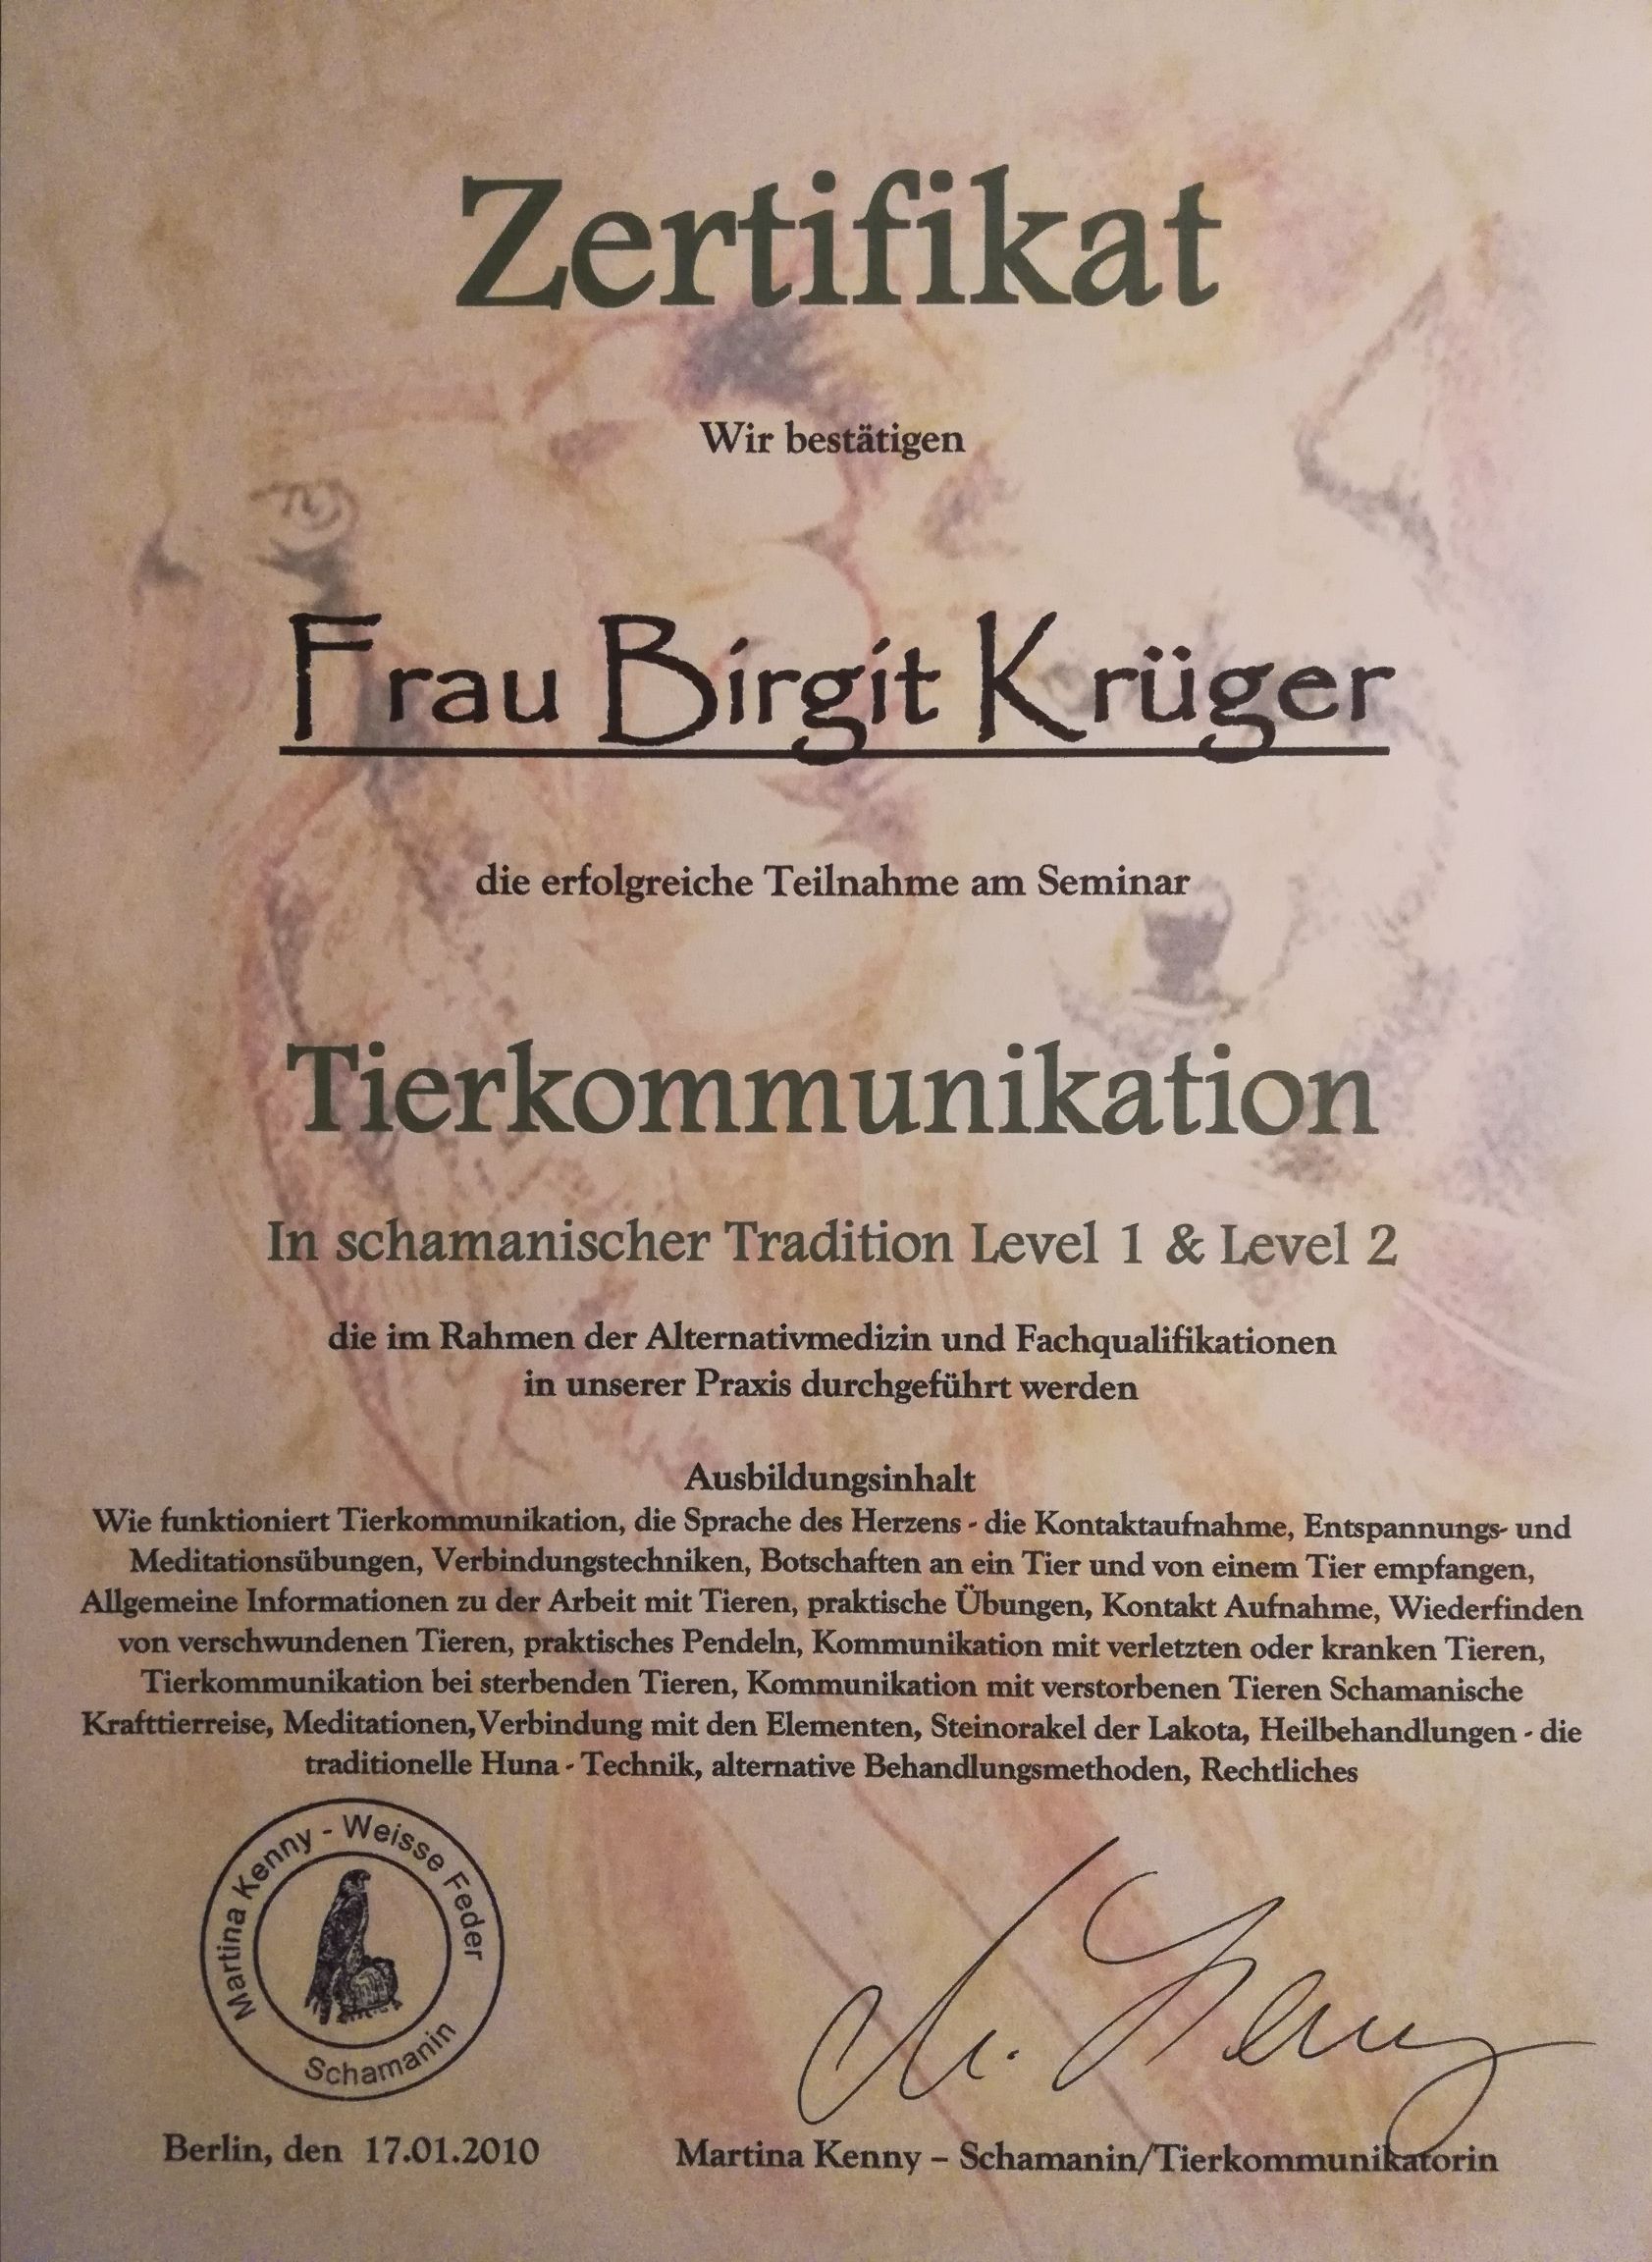 Zertifikat
Wir bestätigen
Frau Birgit Krüger
die erfolgreiche Teilnahme am Seminar
Tierkommunikation
In schamanischer Tradition Level 1 & Level 2
die im Rahmen der Alternativmedizin und Fachqualifikationen
in unserer Praxis durchgeführt werden
Ausbildungsinhalt
Wie funktioniert Tierkommunikation, die Sprache des Herzens - die Kontaktaufnahme, Entspannungs- und
Meditationsübungen, Verbindungstechniken, Botschaften an ein Tier und von einem Tier empfangen,
Allgemeine Informationen zu der Arbeit mit Tieren, praktische Übungen, Kontakt Aufnahme, Wiederfinden
von verschwundenen Tieren, praktisches Pendeln, Kommunikation mit verletzten oder kranken Tieren,
Tierkommunikation bei sterbenden Tieren, Kommunikation mit verstorbenen Tieren Schamanische
Krafttierreise, Meditationen,Verbindung mit den Elementen, Steinorakel der Lakota, Heilbehandlungen - die
traditionelle Huna - Technik, alternative Behandlungsmethoden, Rechtliches
Martina Kenny - Weisse Feder
Schamanin
M. Kenny
Berlin, den 17.01.2010
Martina Kenny – Schamanin/Tierkommunikatorin